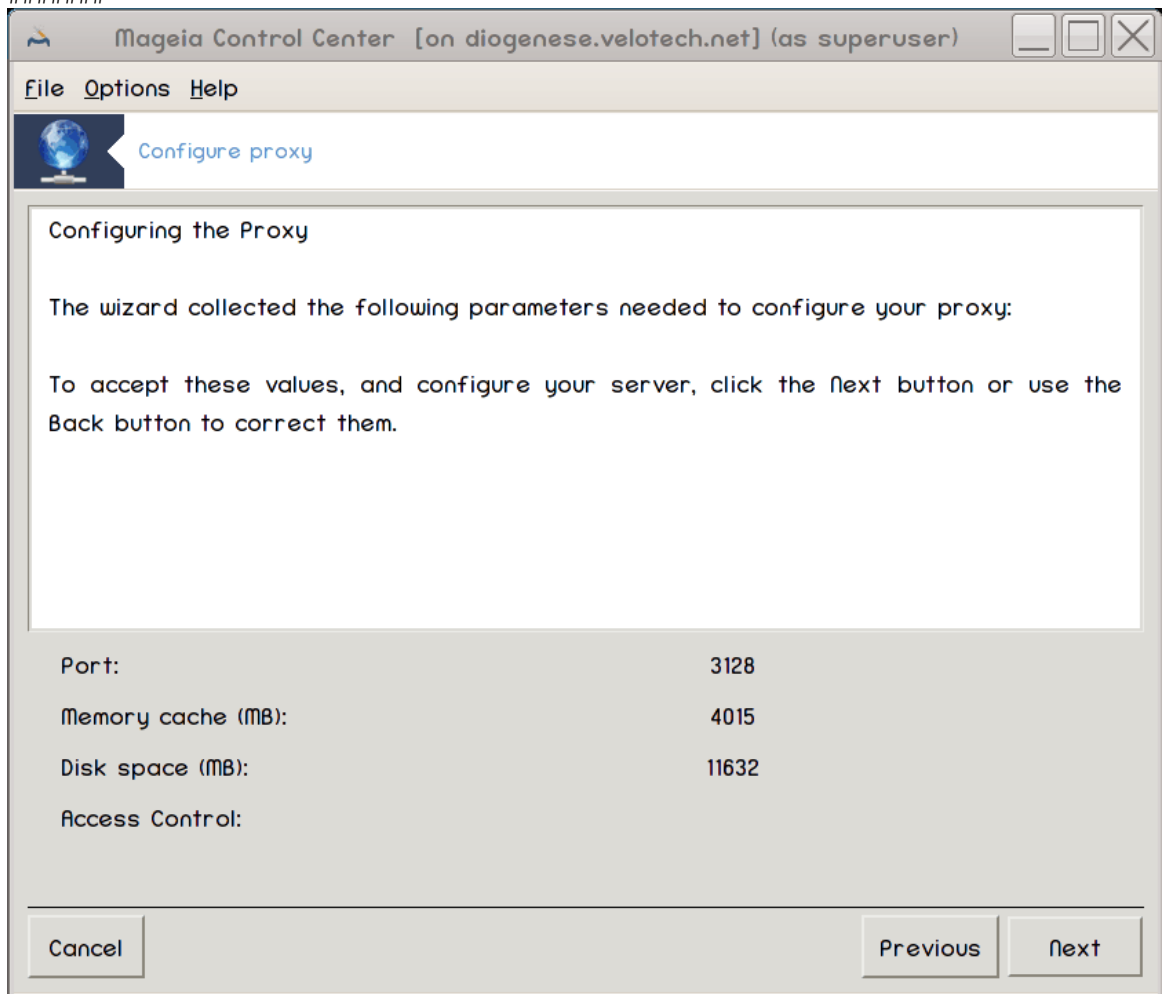 Mageia Control Center [on diogenese.velotech.net] (as superuser)
File Options Help
Configure proxy
Configuring the Proxy
The wizard collected the following parameters needed to configure your proxy:
To accept these values, and configure your server, click the Next button or use the
Back button to correct them.
Port: 3128
Memory cache (MB): 4015
Disk space (MB): 11632
Access Control:
Cancel Previous Next